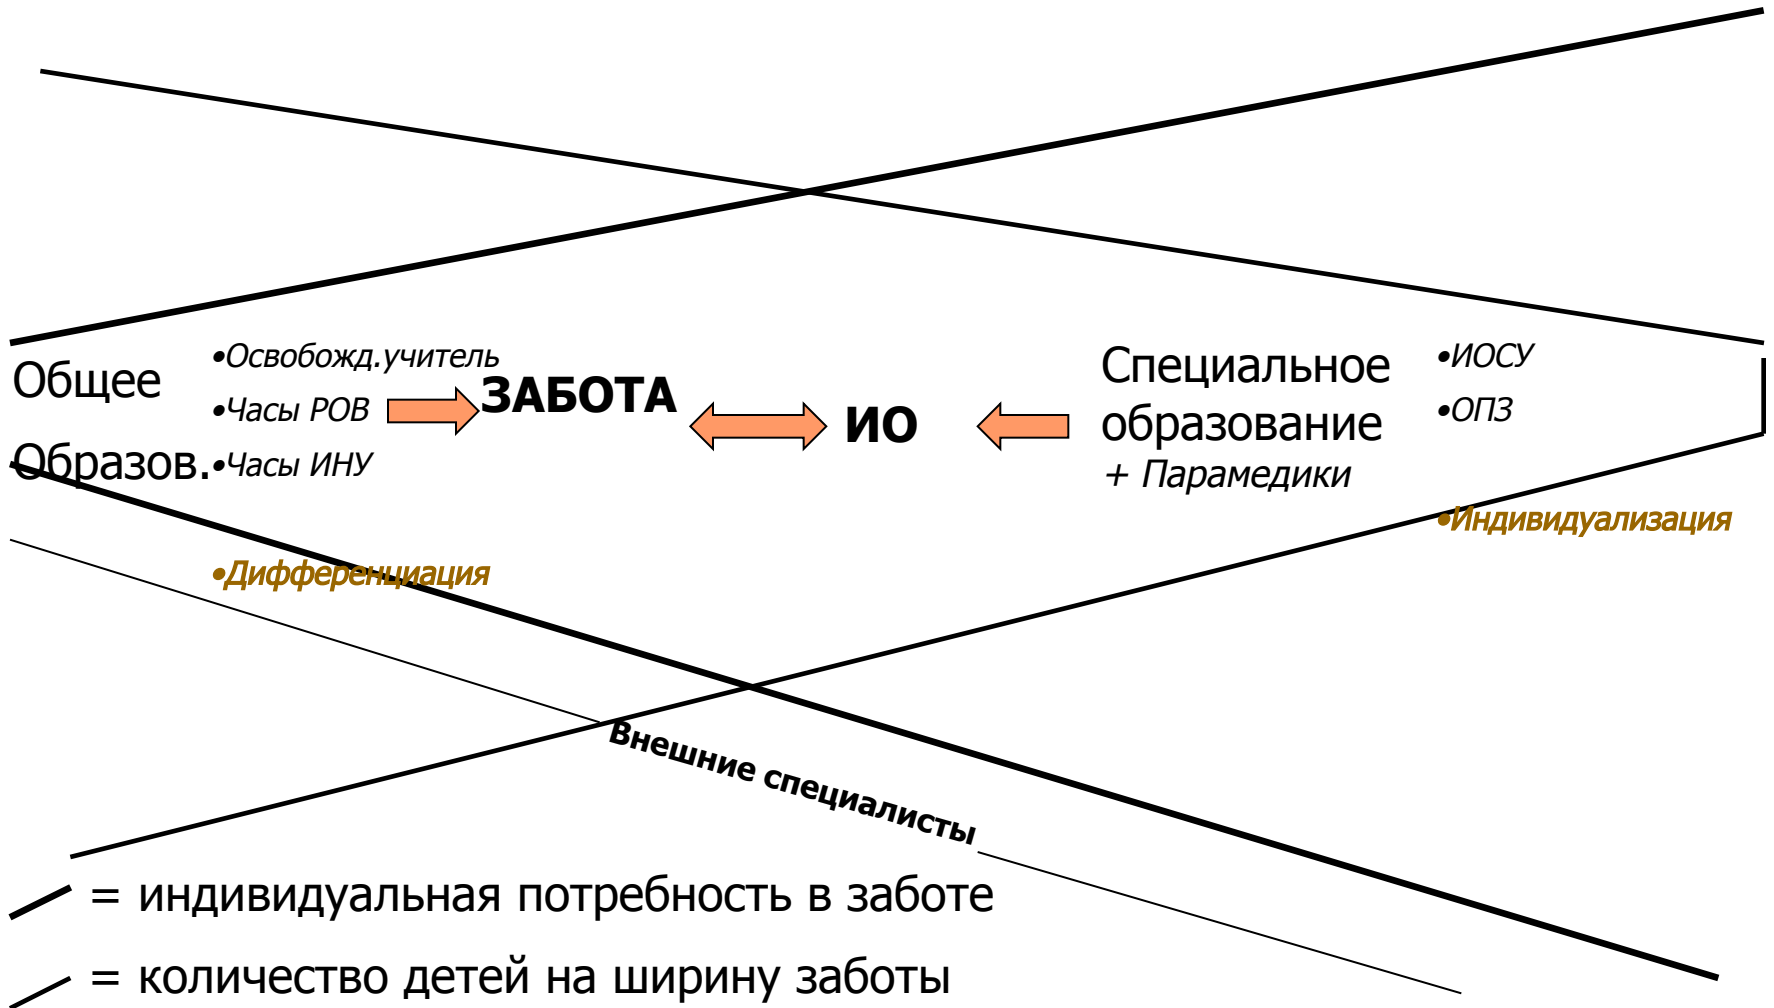 Общее
Образов.
•Освобожд.учитель
•Часы РОВ
•Часы ИНУ
ЗАБОТА
ИО
Специальное
образование
+ Парамедики
•ИОСУ
•ОПЗ
•Индивидуализация
•Дифференциация
Внешние специалисты
= индивидуальная потребность в заботе
= количество детей на ширину заботы